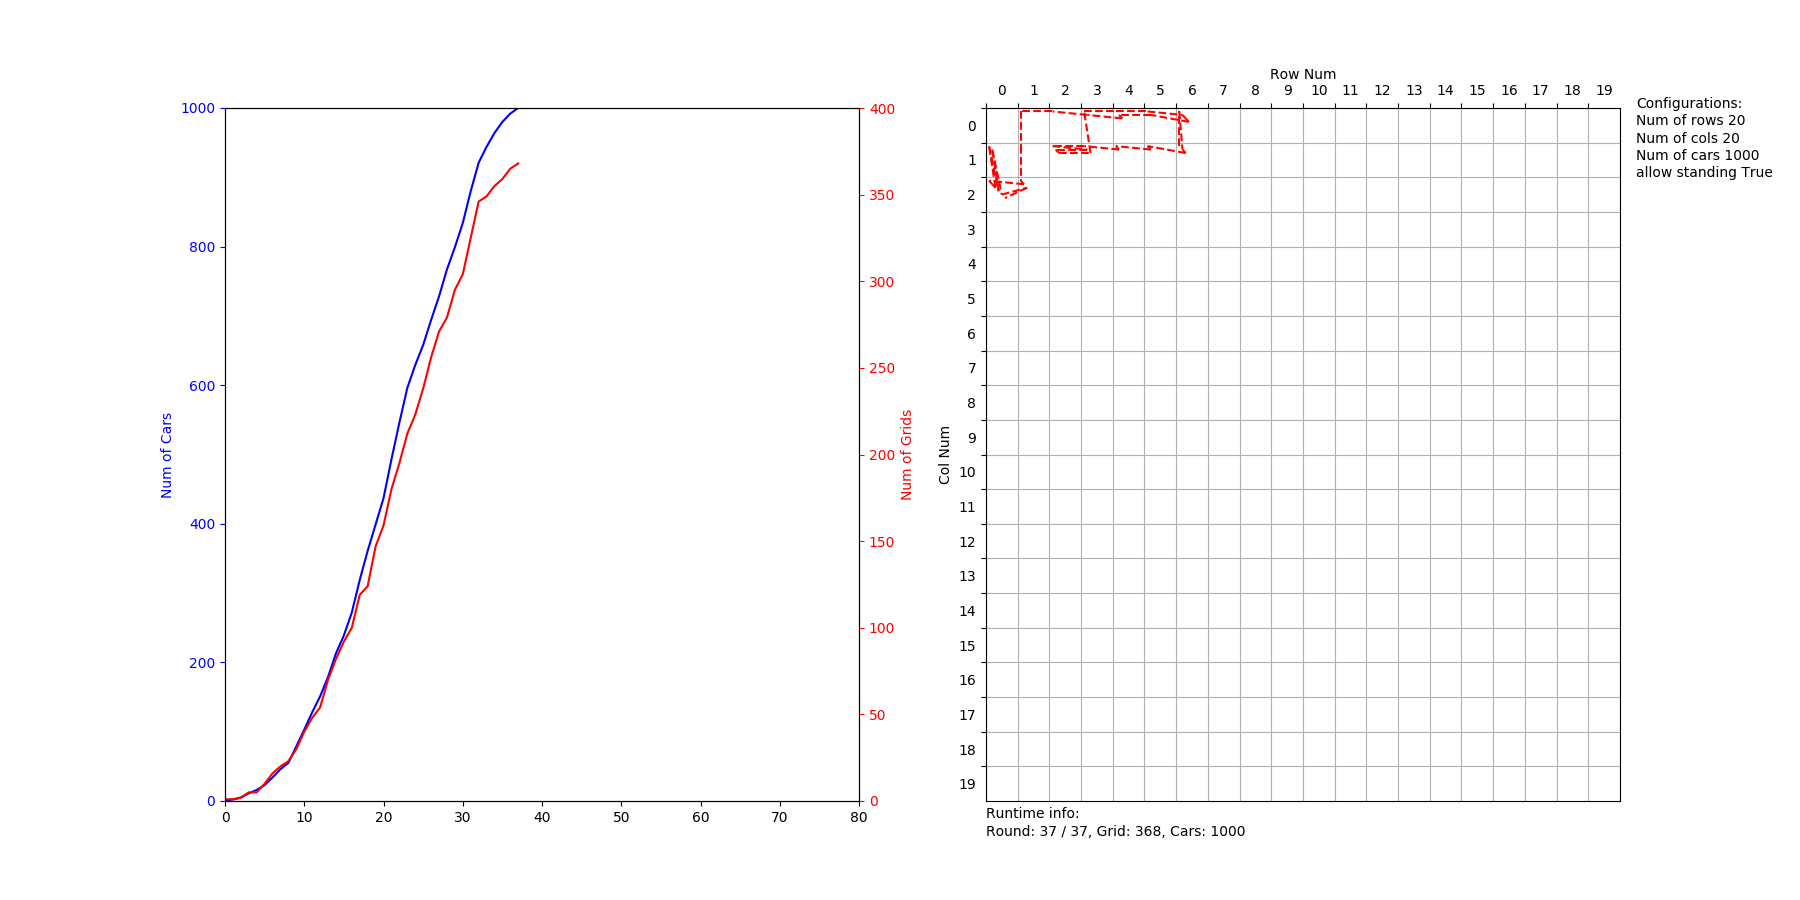 1000
800
600
400
200
0
Num of Cars
0 10 20 30 40 50 60 70 80
400
350
300
250
200
150
100
50
0
Num of Grids
Row Num
0 1 2 3 4 5 6 7 8 9 10 11 12 13 14 15 16 17 18 19
Col Num
0
1
2
3
4
5
6
7
8
9
10
11
12
13
14
15
16
17
18
19
Configurations:
Num of rows 20
Num of cols 20
Num of cars 1000
allow standing True
Runtime info:
Round: 37 / 37, Grid: 368, Cars: 1000